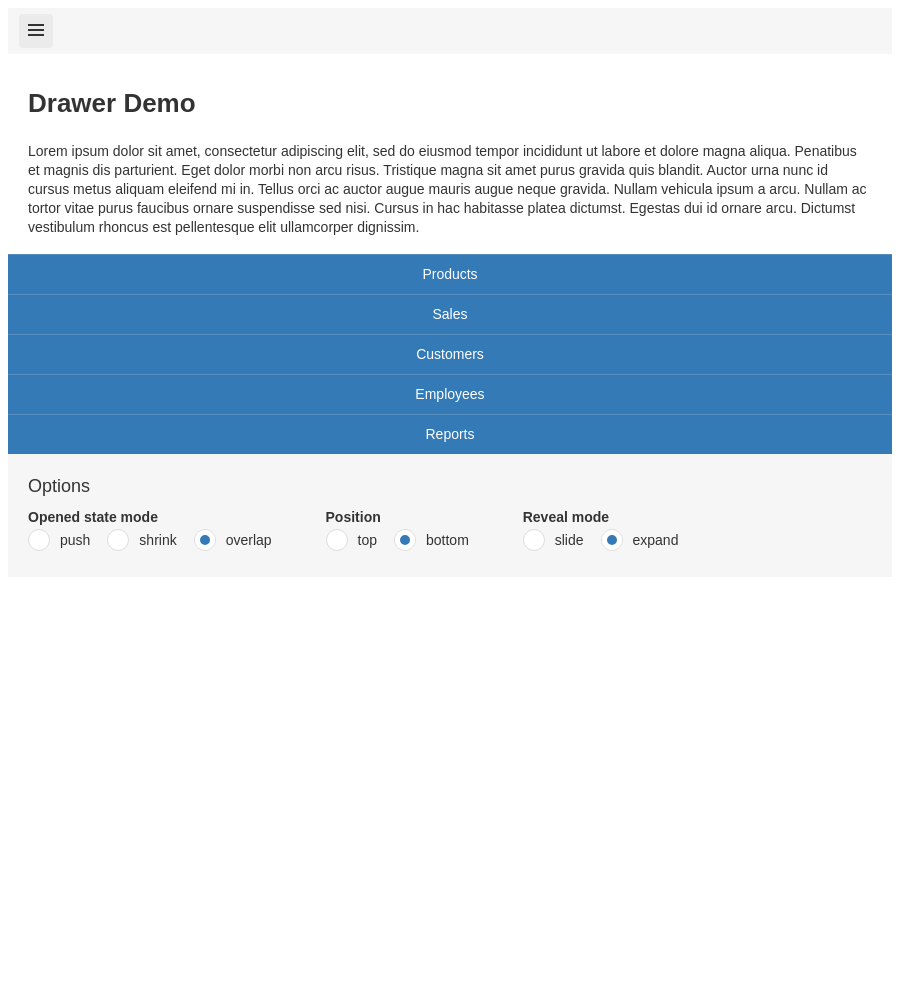 Drawer Demo
Lorem ipsum dolor sit amet, consectetur adipiscing elit, sed do eiusmod tempor incididunt ut labore et dolore magna aliqua. Penatibus
et magnis dis parturient. Eget dolor morbi non arcu risus. Tristique magna sit amet purus gravida quis blandit. Auctor urna nunc id
cursus metus aliquam eleifend mi in. Tellus orci ac auctor augue mauris augue neque gravida. Nullam vehicula ipsum a arcu. Nullam ac
tortor vitae purus faucibus ornare suspendisse sed nisi. Cursus in hac habitasse platea dictumst. Egestas dui id ornare arcu. Dictumst
vestibulum rhoncus est pellentesque elit ullamcorper dignissim.
Products
Sales
Customers
Employees
Reports
Options
Opened state mode
push shrink overlap
Position
top bottom
Reveal mode
slide expand